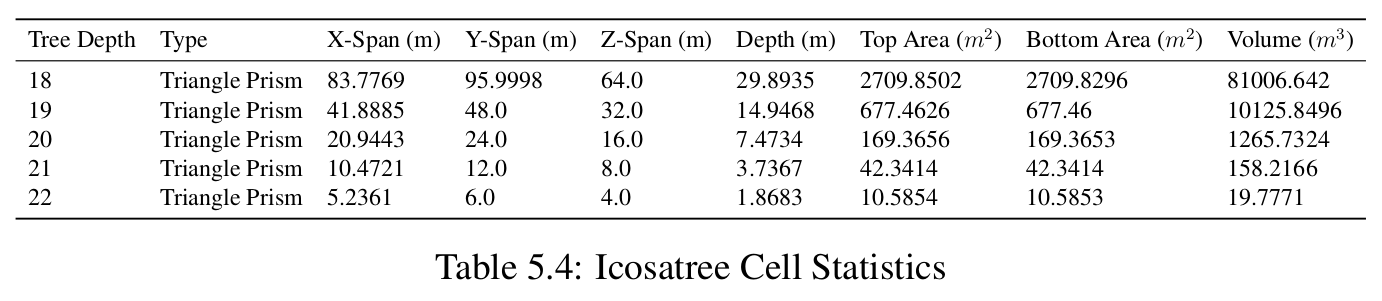 Tree Depth Type X-Span (m) Y-Span (m) Z-Span (m) Depth (m) Top Area (m²) Bottom Area (m²) Volume (m³)
18 Triangle Prism 83.7769 95.9998 64.0 29.8935 2709.8502 2709.8296 81006.642
19 Triangle Prism 41.8885 48.0 32.0 14.9468 677.4626 677.46 10125.8496
20 Triangle Prism 20.9443 24.0 16.0 7.4734 169.3656 169.3653 1265.7324
21 Triangle Prism 10.4721 12.0 8.0 3.7367 42.3414 42.3414 158.2166
22 Triangle Prism 5.2361 6.0 4.0 1.8683 10.5854 10.5853 19.7771
Table 5.4: Icosatree Cell Statistics